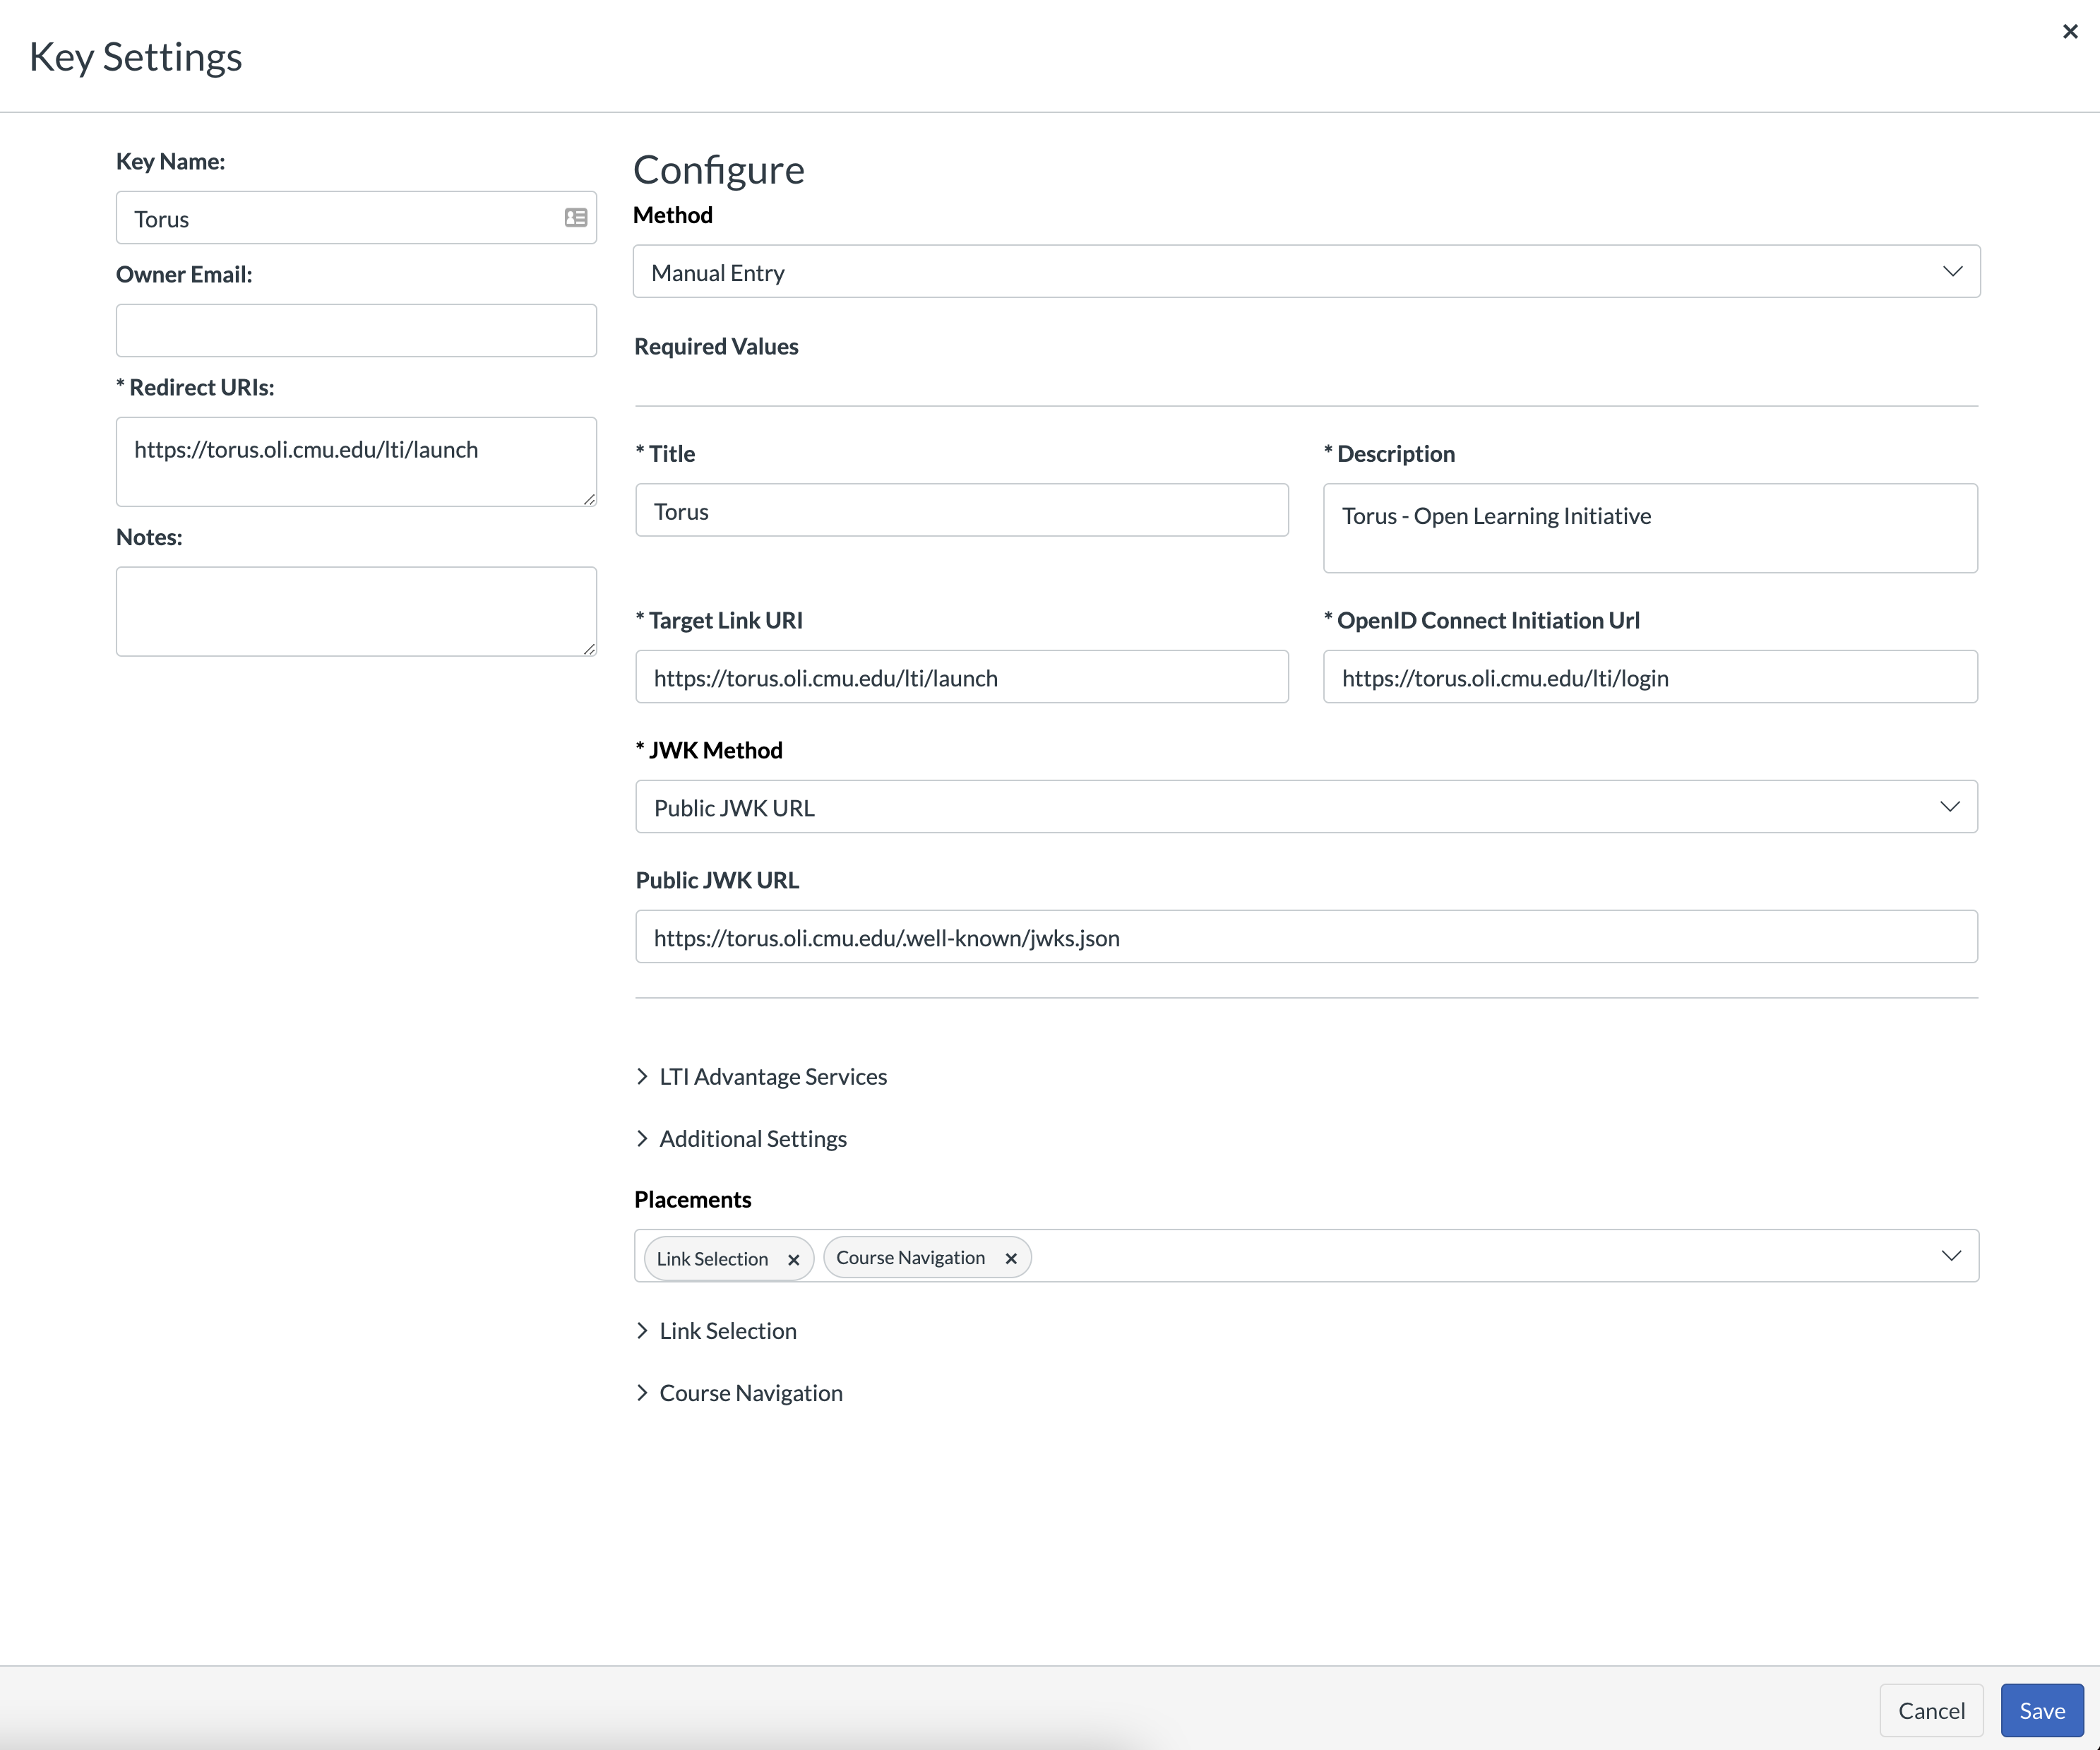 Key Settings
Key Name:
Torus
Owner Email:
* Redirect URIs:
https://torus.oli.cmu.edu/lti/launch
Notes:
Configure
Method
Manual Entry
Required Values
* Title
Torus
* Description
Torus - Open Learning Initiative
* Target Link URI
https://torus.oli.cmu.edu/lti/launch
* OpenID Connect Initiation Url
https://torus.oli.cmu.edu/lti/login
* JWK Method
Public JWK URL
Public JWK URL
https://torus.oli.cmu.edu/.well-known/jwks.json
LTI Advantage Services
Additional Settings
Placements
Link Selection
Course Navigation
Link Selection
Course Navigation
Cancel
Save